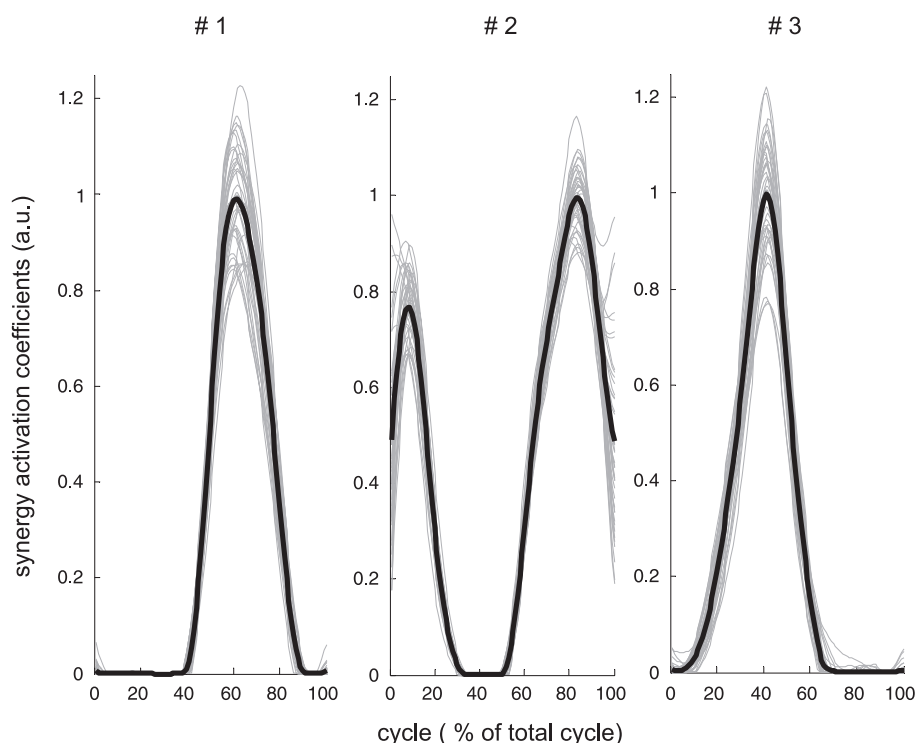 # 1 # 2 # 3
synergy activation coefficients (a.u.)
1.2 1.2 1.2
1 1 1
0.8 0.8 0.8
0.6 0.6 0.6
0.4 0.4 0.4
0.2 0.2 0.2
0 0 0
0 20 40 60 80 100 0 20 40 60 80 100 0 20 40 60 80 100
cycle ( % of total cycle)